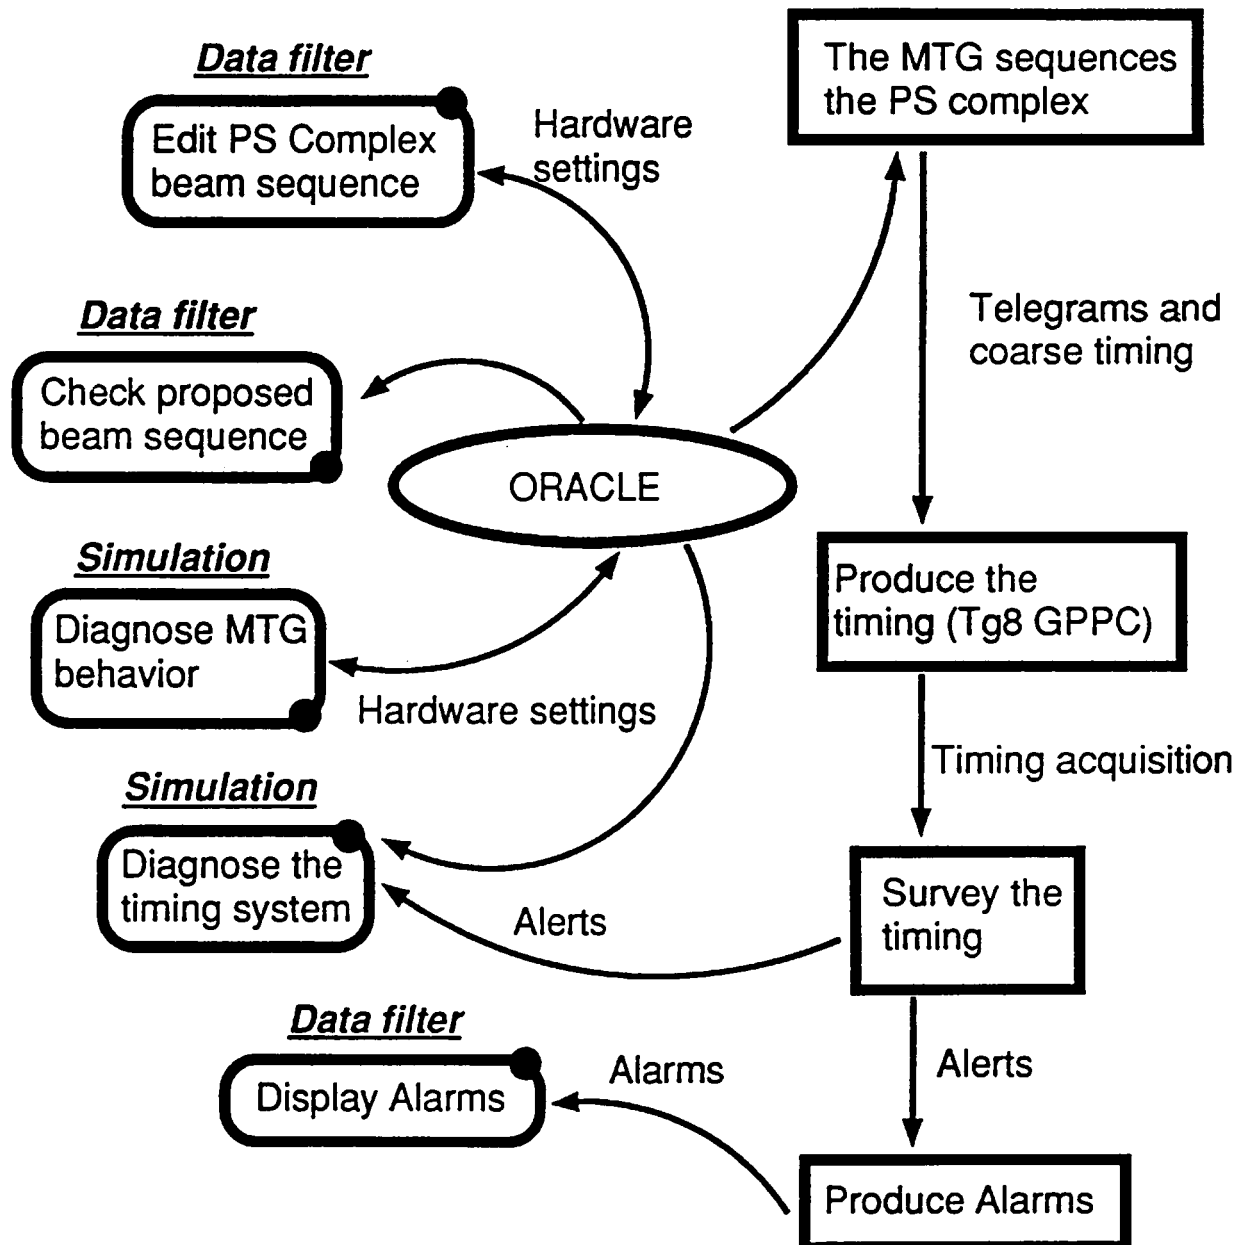 Data filter
Edit PS Complex
beam sequence
Hardware
settings
The MTG sequences
the PS complex
Data filter
Check proposed
beam sequence
Telegrams and
coarse timing
ORACLE
Simulation
Diagnose MTG
behavior
Hardware settings
Produce the
timing (Tg8 GPPC)
Timing acquisition
Simulation
Diagnose the
timing system
Alerts
Survey the
timing
Data filter
Display Alarms
Alarms
Alerts
Produce Alarms